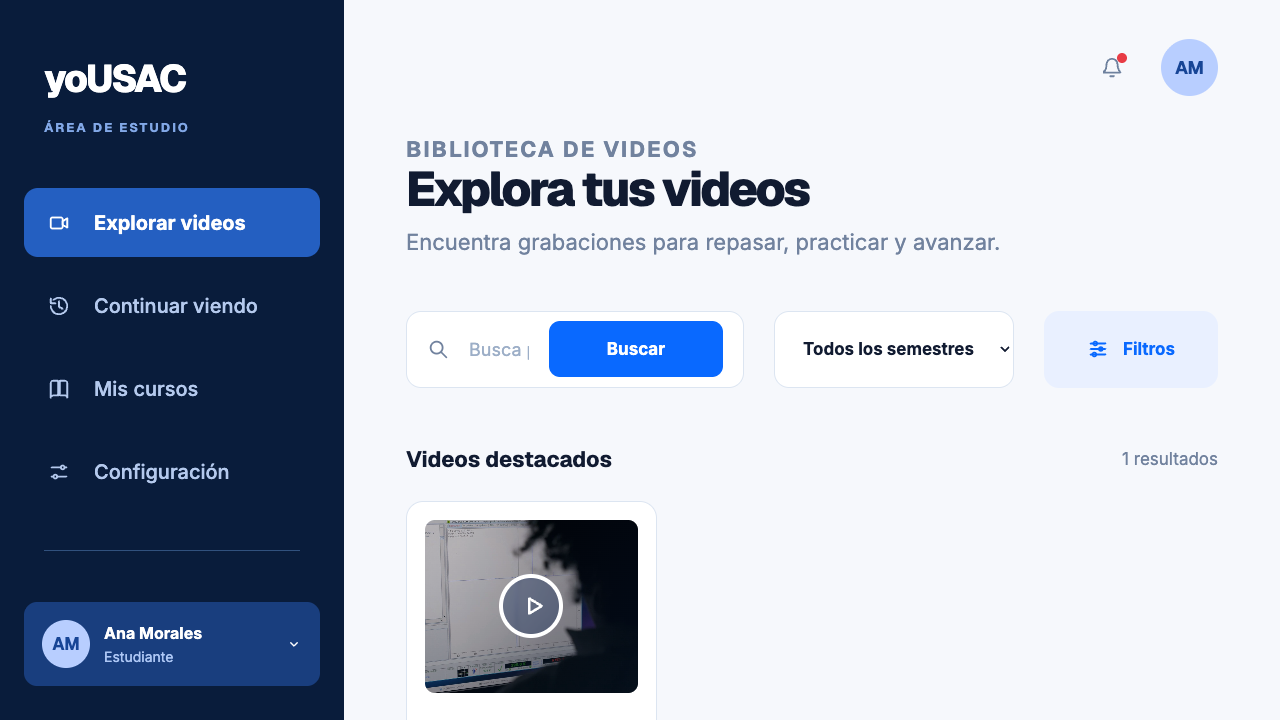 yoUSAC
ÁREA DE ESTUDIO
Explorar videos
Continuar viendo
Mis cursos
Configuración
AM
Ana Morales
Estudiante
AM
BIBLIOTECA DE VIDEOS
Explora tus videos
Encuentra grabaciones para repasar, practicar y avanzar.
Busca
Buscar
Todos los semestres
Filtros
Videos destacados
1 resultados